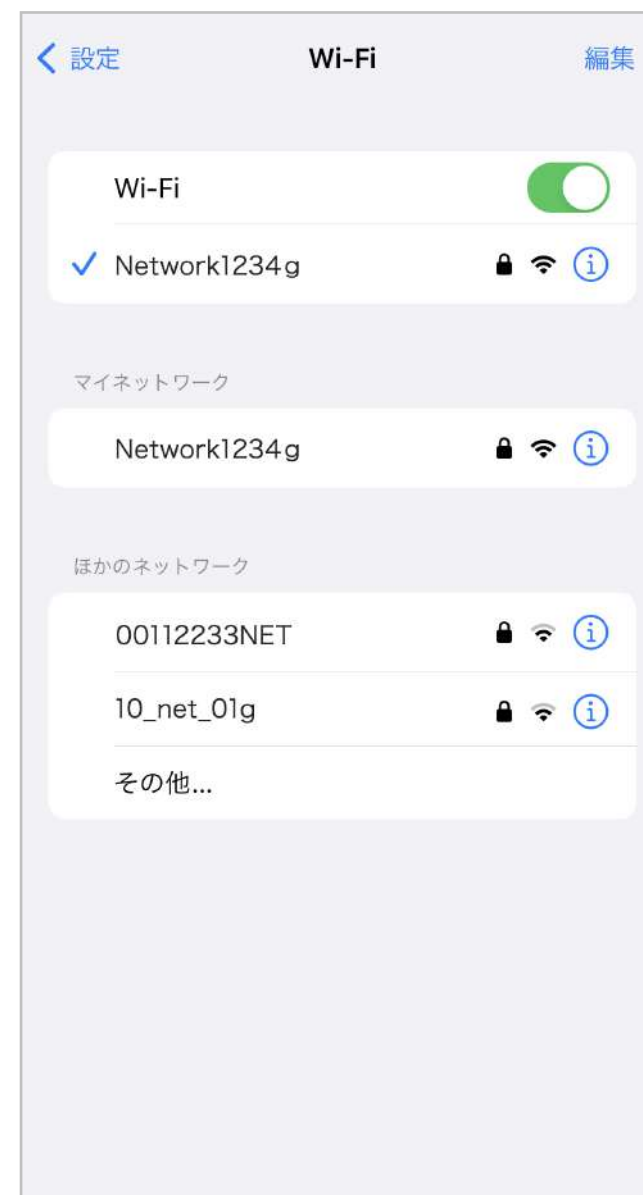 設定 Wi-Fi 編集
Wi-Fi
Network1234g
マイネットワーク
Network1234g
ほかのネットワーク
00112233NET
10_net_01g
その他...